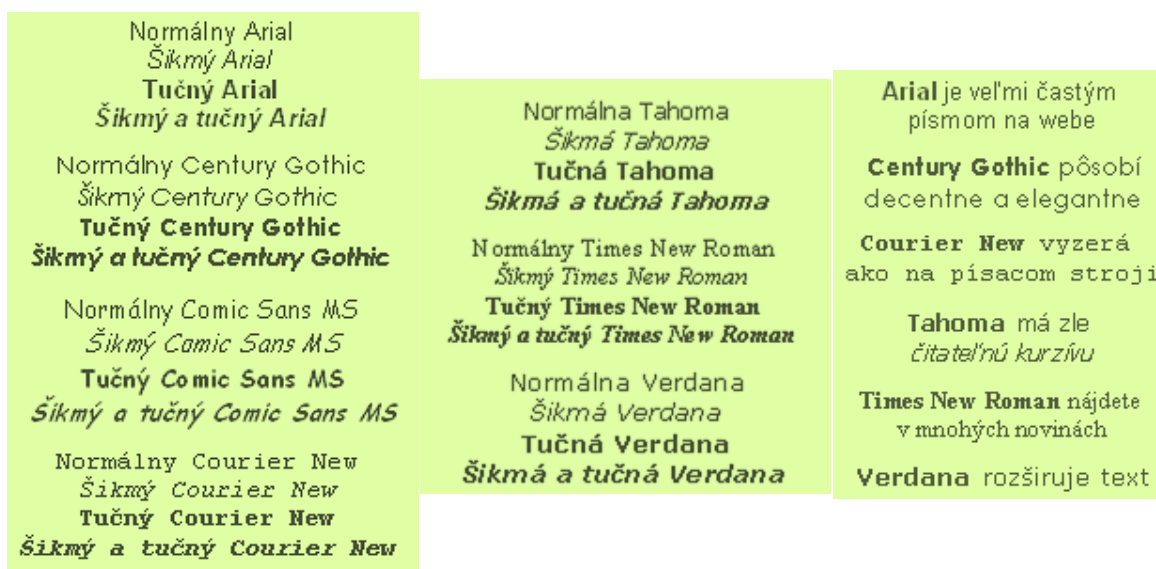 Normálny Arial
Šikmý Arial
Tučný Arial
Šikmý a tučný Arial
Normálny Century Gothic
Šikmý Century Gothic
Tučný Century Gothic
Šikmý a tučný Century Gothic
Normálny Comic Sans MS
Šikmý Comic Sans MS
Tučný Comic Sans MS
Šikmý a tučný Comic Sans MS
Normálny Courier New
Šikmý Courier New
Tučný Courier New
Šikmý a tučný Courier New
Normálna Tahoma
Šikmá Tahoma
Tučná Tahoma
Šikmá a tučná Tahoma
Normálny Times New Roman
Šikmý Times New Roman
Tučný Times New Roman
Šikmý a tučný Times New Roman
Normálna Verdana
Šikmá Verdana
Tučná Verdana
Šikmá a tučná Verdana
Arial je veľmi častým
písmom na webe
Century Gothic pôsobí
decentne a elegantne
Courier New vyzerá
ako na písacom stroji
Tahoma má zle
čitateľnú kurzívu
Times New Roman nájdete
v mnohých novinách
Verdana rozširuje text